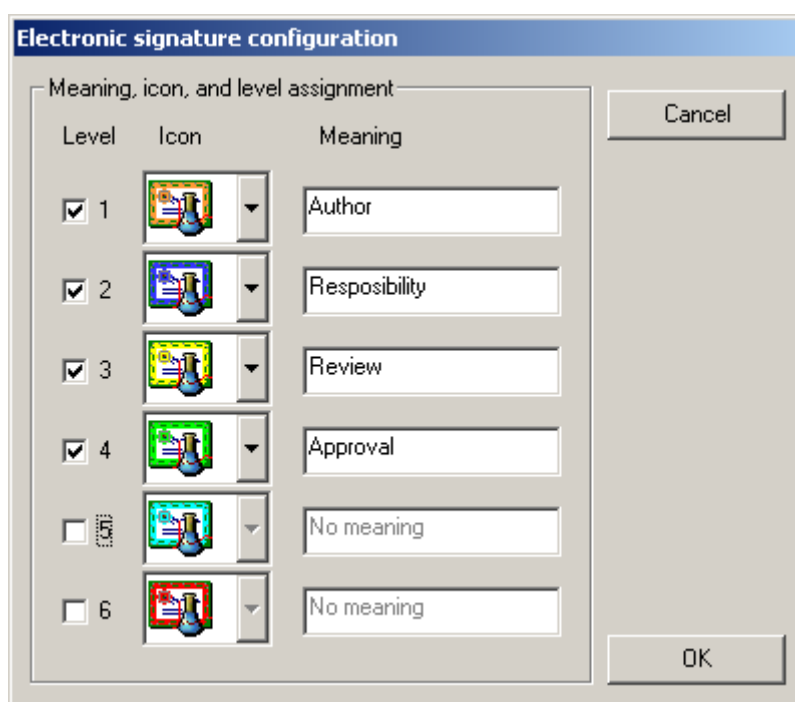 Electronic signature configuration
Meaning, icon, and level assignment
Cancel
Level Icon Meaning
1 Author
2 Resposibility
3 Review
4 Approval
5 No meaning
6 No meaning
OK